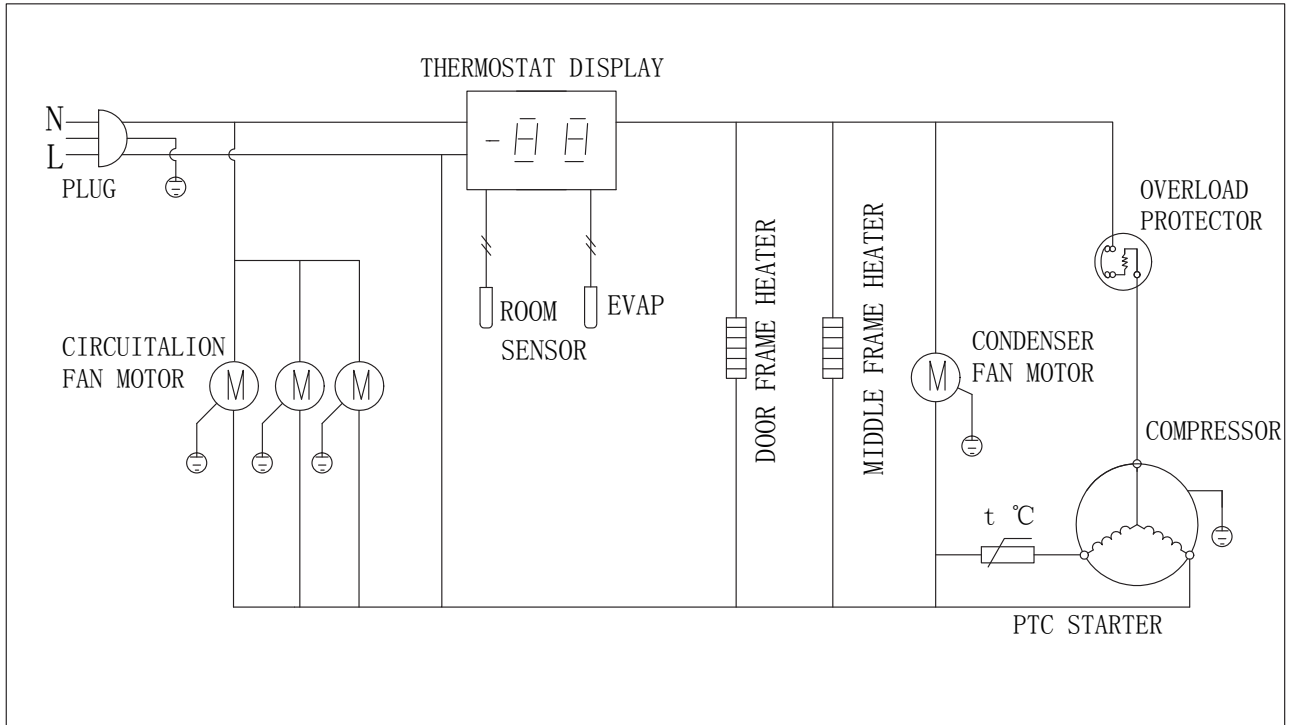 THERMOSTAT DISPLAY
N
L
PLUG
-88
OVERLOAD
PROTECTOR
ROOM
EVAP
SENSOR
CIRCUITALION
FAN MOTOR
M
M
M
DOOR FRAME HEATER
MIDDLE FRAME HEATER
M
CONDENSER
FAN MOTOR
COMPRESSOR
t ℃
PTC STARTER